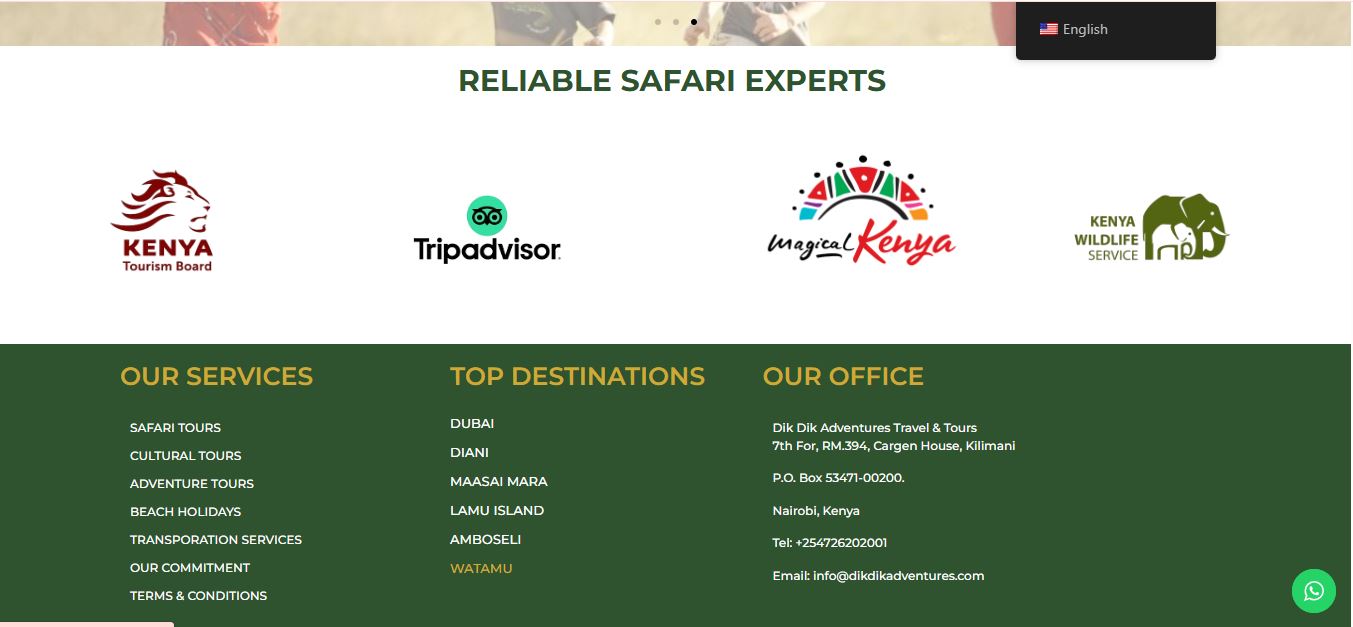 English
RELIABLE SAFARI EXPERTS
KENYA
Tourism Board
Tripadvisor
magical Kenya
KENYA
WILDLIFE
SERVICE
OUR SERVICES
SAFARI TOURS
CULTURAL TOURS
ADVENTURE TOURS
BEACH HOLIDAYS
TRANSPORATION SERVICES
OUR COMMITMENT
TERMS & CONDITIONS
TOP DESTINATIONS
DUBAI
DIANI
MAASAI MARA
LAMU ISLAND
AMBOSELI
WATAMU
OUR OFFICE
Dik Dik Adventures Travel & Tours
7th For, RM.394, Cargen House, Kilimani
P.O. Box 53471-00200.
Nairobi, Kenya
Tel: +254726202001
Email: info@dikdikadventures.com